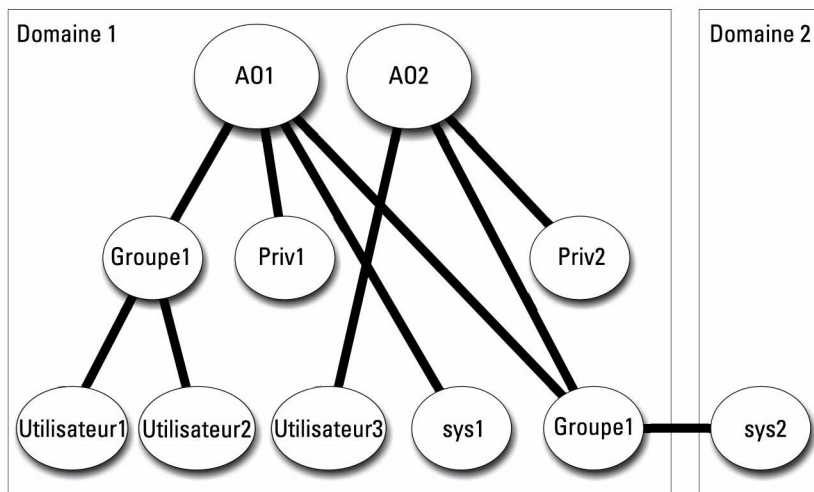 Domaine 1
Domaine 2
AO1
AO2
Groupe1
Priv1
Priv2
Utilisateur1
Utilisateur2
Utilisateur3
sys1
Groupe1
sys2